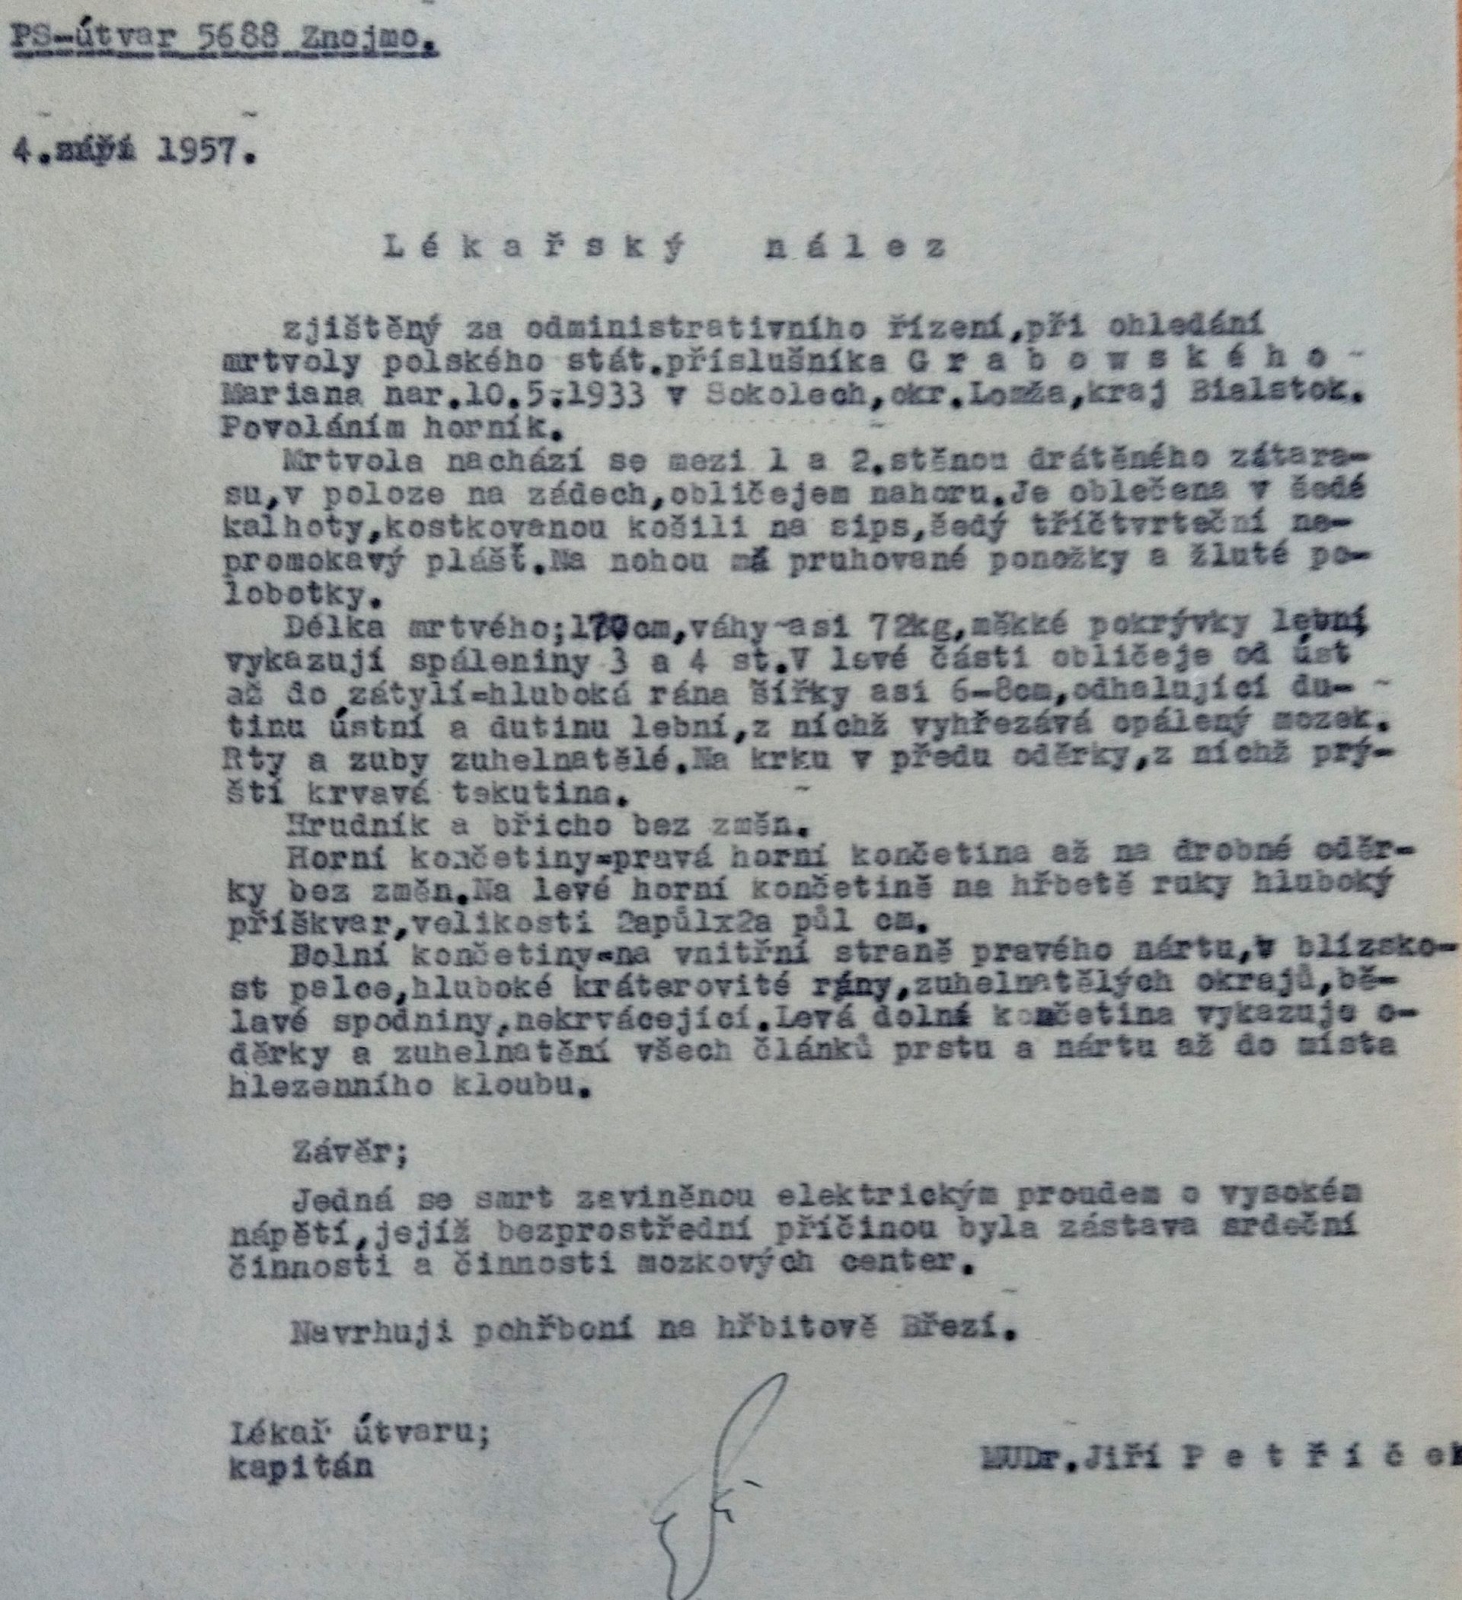 PS-útvar 5688 Znojmo.
4.září 1957.
L é k a ř s k ý   n á l e z
zjištěný za odministrativního řízení,při ohledání
mrtvoly polského stát.příslušníka G r a b o w s k é h o
Mariana nar.10.5.1933 v Sokolech,okr.Lomža,kraj Bialstok.
Povoláním horník.
Mrtvola nachází se mezi 1 a 2.stěnou drátěného zátara-
su,v poloze na zádech,obličejem nahoru.Je oblečena v šedé
kalhoty,kostkovanou košili na sips,šedý tříčtvrteční ne-
promokavý plášť.Na nohou má pruhované ponožky a žluté po-
lobotky.
Délka mrtvého;170cm,váhy asi 72kg,měkké pokrývky lební
vykazují spáleniny 3 a 4 st.V levé části obličeje od úst
až do zátylí=hluboká rána šířky asi 6-8cm,odhalující du-
tinu ústní a dutinu lební,z níchž vyhřezává opálený mozek.
Rty a zuby zuhelnatělé.Na krku v předu oděrky,z níchž prý-
ští krvavá tekutina.
Hrudník a břicho bez změn.
Horní končetiny=pravá horní končetina až na drobné oděr-
ky bez změn.Na levé horní končetině na hřbetě ruky hluboký
příškvar,velikosti 2apůlx2a půl cm.
Dolní končetiny=na vnitřní straně pravého nártu,v blízsko-
st palce,hluboké kráterovité rány,zuhelnatělých okrajů,bě-
lavé spodniny,nekrvácející.Levá dolní končetina vykazuje o-
děrky a zuhelnatění všech článků prstu a nártu až do místa
hlezenního kloubu.
Závěr;
Jedná se smrt zaviněnou elektrickým proudem o vysokém
nápětí,jejíž bezprostřední příčinou byla zástava srdeční
činnosti a činnosti mozkových center.
Navrhuji pohřbení na hřbitově Březí.
Lékař útvaru;
kapitán
MUDr.Jiří P e t ř í č ek